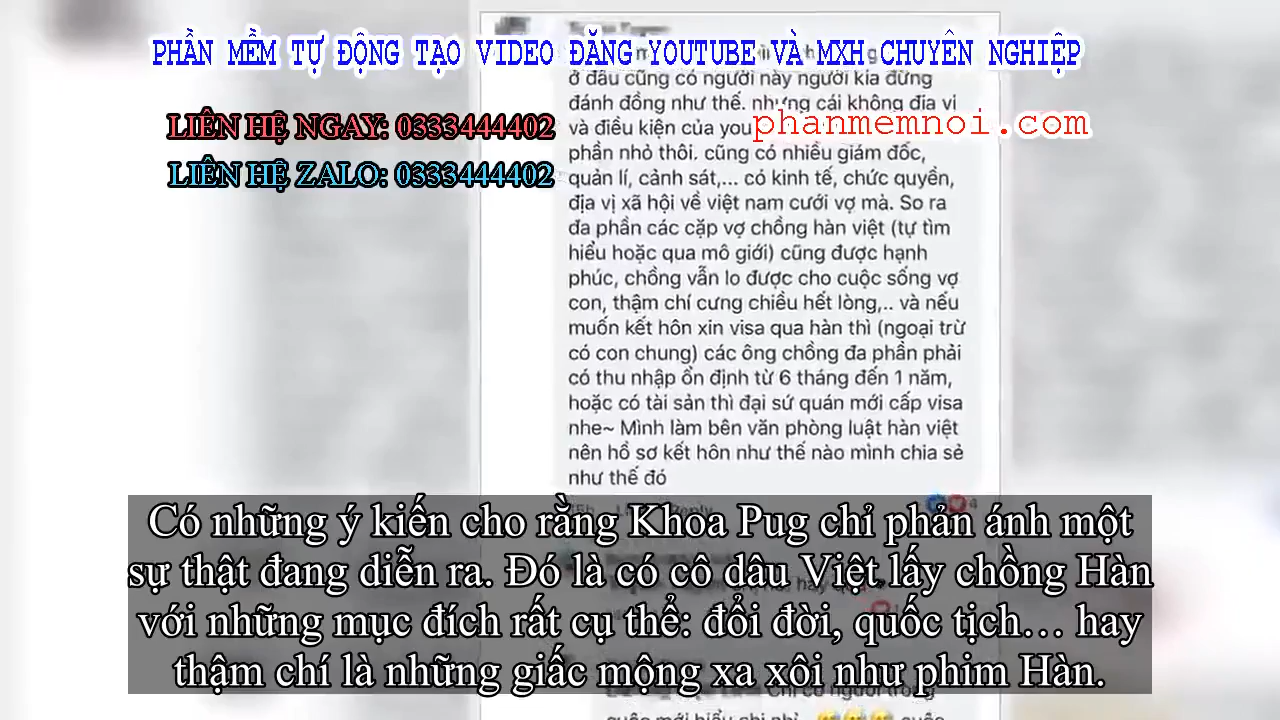 PHẦN MỀM TỰ ĐỘNG TẠO VIDEO ĐĂNG YOUTUBE VÀ MXH CHUYÊN NGHIỆP
ở đâu cũng có người này người kia đừng
đánh đồng như thế. nhưng cái không địa vị
LIÊN HỆ NGAY: 0333444402
và điều kiện của you
phanmemnoi.com
phần nhỏ thôi. cũng có nhiều giám đốc,
LIÊN HỆ ZALO: 0333444402
quản lí, cảnh sát,... có kinh tế, chức quyền,
địa vị xã hội về việt nam cưới vợ mà. So ra
đa phần các cặp vợ chồng hàn việt (tự tìm
hiểu hoặc qua mô giới) cũng được hạnh
phúc, chồng vẫn lo được cho cuộc sống vợ
con, thậm chí cưng chiều hết lòng,.. và nếu
muốn kết hôn xin visa qua hàn thì (ngoại trừ
có con chung) các ông chồng đa phần phải
có thu nhập ổn định từ 6 tháng đến 1 năm,
hoặc có tài sản thì đại sứ quán mới cấp visa
nhe~ Mình làm bên văn phòng luật hàn việt
nên hồ sơ kết hôn như thế nào mình chia sẻ
như thế đó
Có những ý kiến cho rằng Khoa Pug chỉ phản ánh một
sự thật đang diễn ra. Đó là có cô dâu Việt lấy chồng Hàn
với những mục đích rất cụ thể: đổi đời, quốc tịch... hay
thậm chí là những giấc mộng xa xôi như phim Hàn.